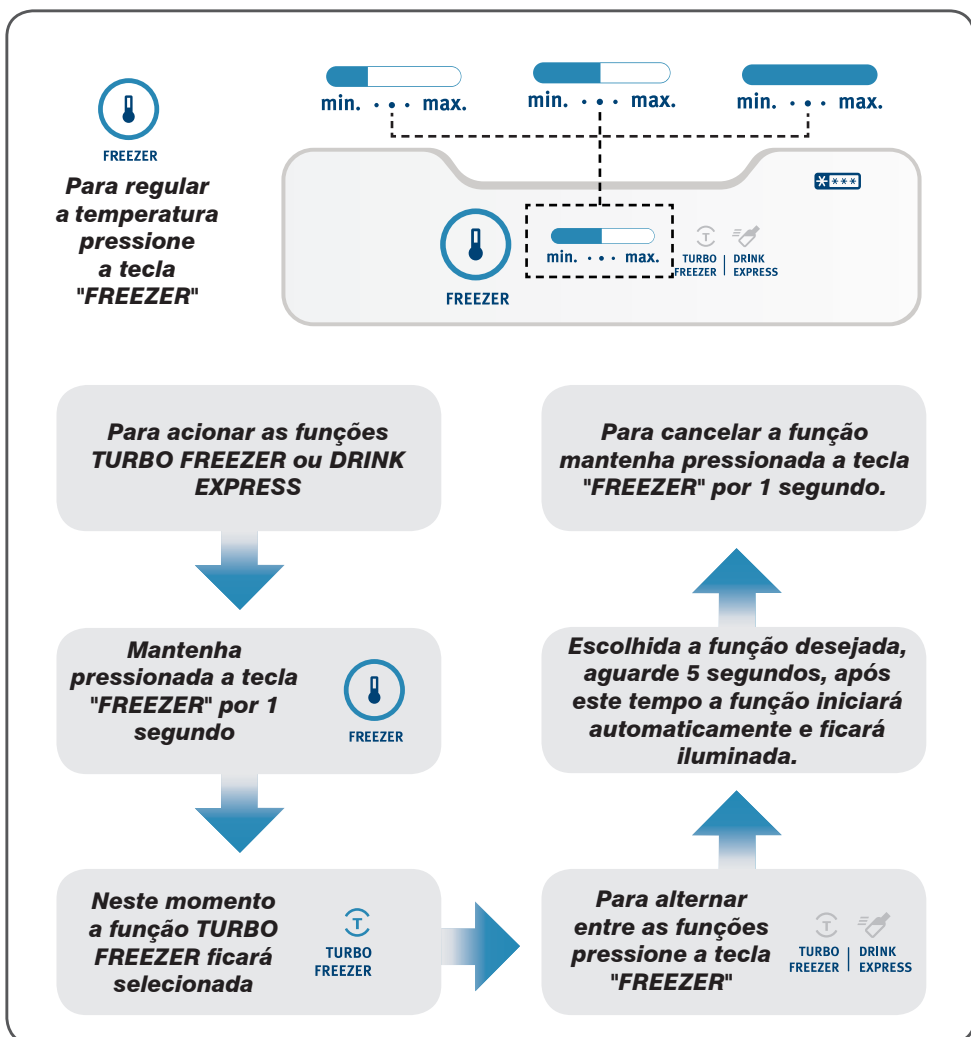 min. • • • max.
min. • • • max.
min. • • • max.
FREEZER
Para regular
a temperatura
pressione
a tecla
"FREEZER"
****
FREEZER
min. • • • max.
TURBO
FREEZER
DRINK
EXPRESS
Para acionar as funções
TURBO FREEZER ou DRINK
EXPRESS
Mantenha
pressionada a tecla
"FREEZER" por 1
segundo
FREEZER
Neste momento
a função TURBO
FREEZER ficará
selecionada
T
TURBO
FREEZER
Para alternar
entre as funções
pressione a tecla
"FREEZER"
T
TURBO
FREEZER
DRINK
EXPRESS
Escolhida a função desejada,
aguarde 5 segundos, após
este tempo a função iniciará
automaticamente e ficará
iluminada.
Para cancelar a função
mantenha pressionada a tecla
"FREEZER" por 1 segundo.